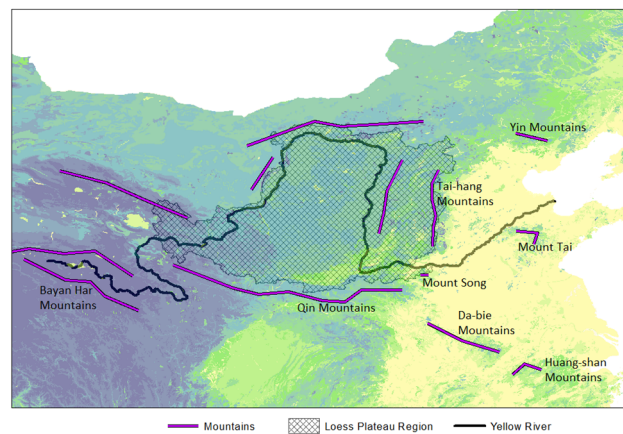 Yin Mountains
Tai-hang
Mountains
Mount Tai
Mount Song
Bayan Har
Mountains
Qin Mountains
Da-bie
Mountains
Huang-shan
Mountains
Mountains
Loess Plateau Region
Yellow River